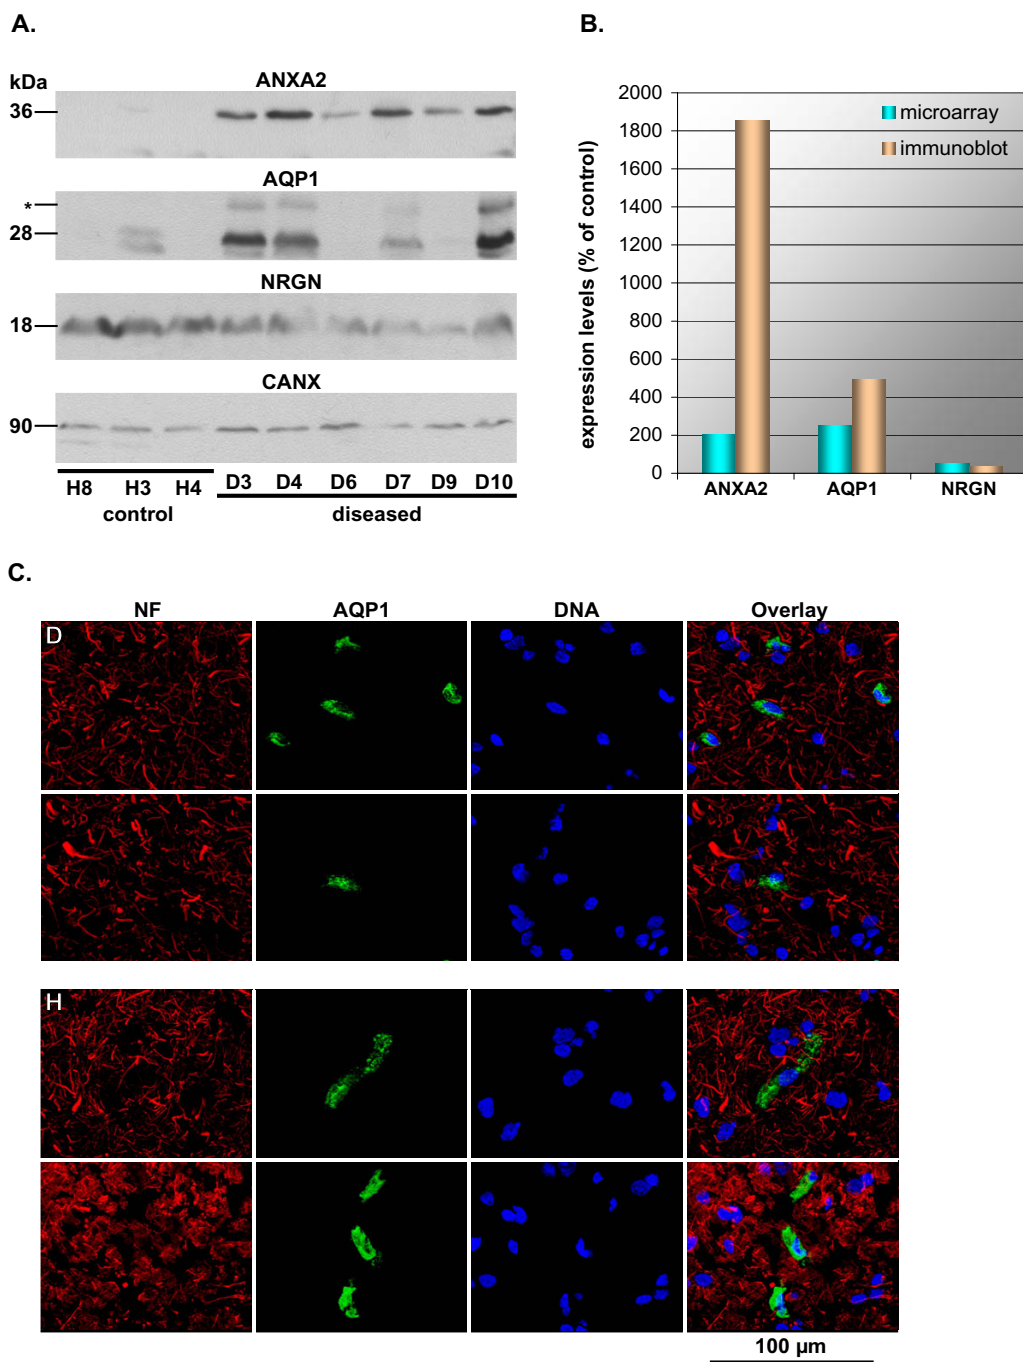 A.
ANXA2
kDa
36
AQP1
*
28
NRGN
18
CANX
90
H8 H3 H4 D3 D4 D6 D7 D9 D10
control diseased
B.
expression levels (% of control)
2000
1800
1600
1400
1200
1000
800
600
400
200
0
microarray
immunoblot
ANXA2 AQP1 NRGN
C.
NF AQP1 DNA Overlay
D
H
100 µm